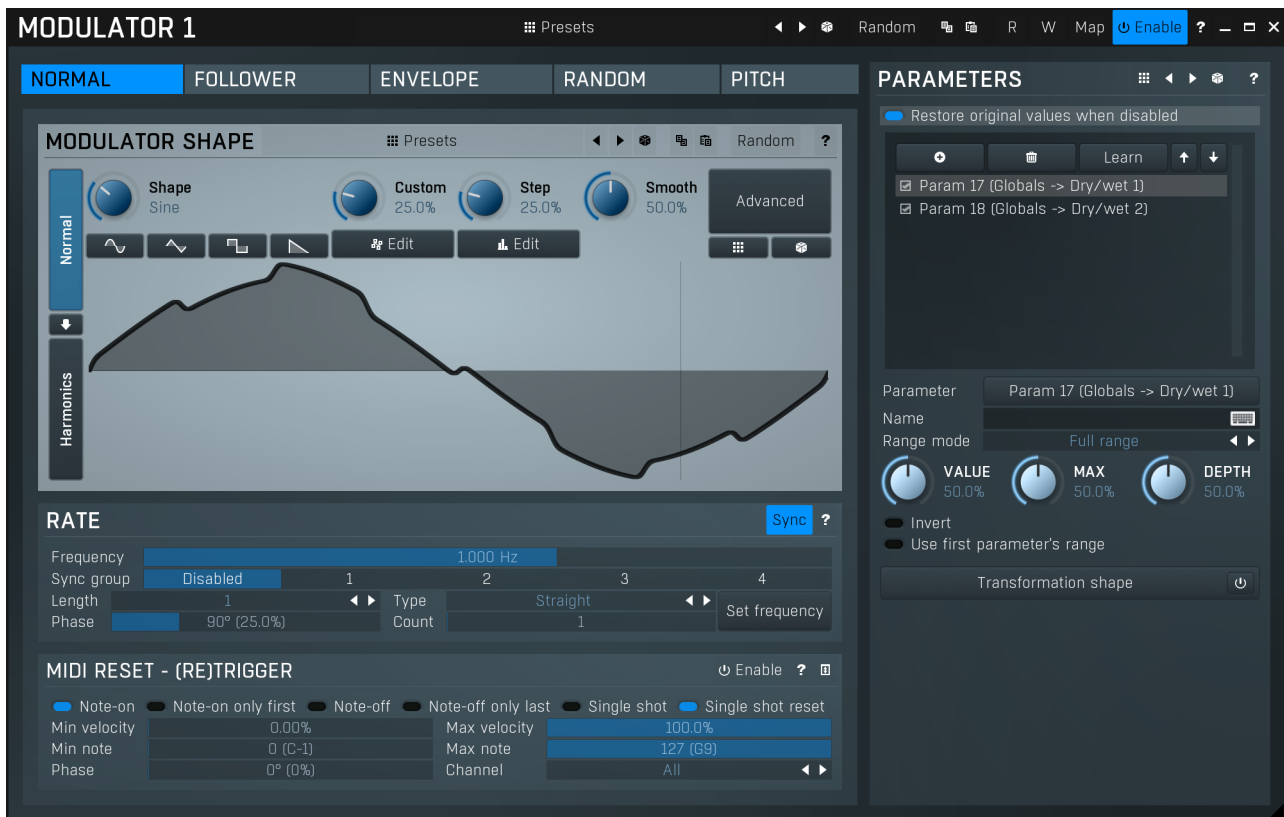 MODULATOR 1 Presets Random R W Map Enable ?
NORMAL FOLLOWER ENVELOPE RANDOM PITCH
MODULATOR SHAPE Presets Random ?
Normal
Harmonics
Shape
Sine
Custom
25.0%
Step
25.0%
Smooth
50.0%
Advanced
Edit Edit
RATE Sync ?
Frequency 1.000 Hz
Sync group Disabled 1 2 3 4
Length 1 Type Straight Set frequency
Phase 90° (25.0%) Count 1
MIDI RESET - (RE)TRIGGER Enable ?
Note-on Note-on only first Note-off Note-off only last Single shot Single shot reset
Min velocity 0.00% Max velocity 100.0%
Min note 0 (C-1) Max note 127 (G9)
Phase 0° (0%) Channel All
PARAMETERS ?
Restore original values when disabled
Learn
Param 17 (Globals -> Dry/wet 1)
Param 18 (Globals -> Dry/wet 2)
Parameter Param 17 (Globals -> Dry/wet 1)
Name
Range mode Full range
VALUE
50.0%
MAX
50.0%
DEPTH
50.0%
Invert
Use first parameter's range
Transformation shape